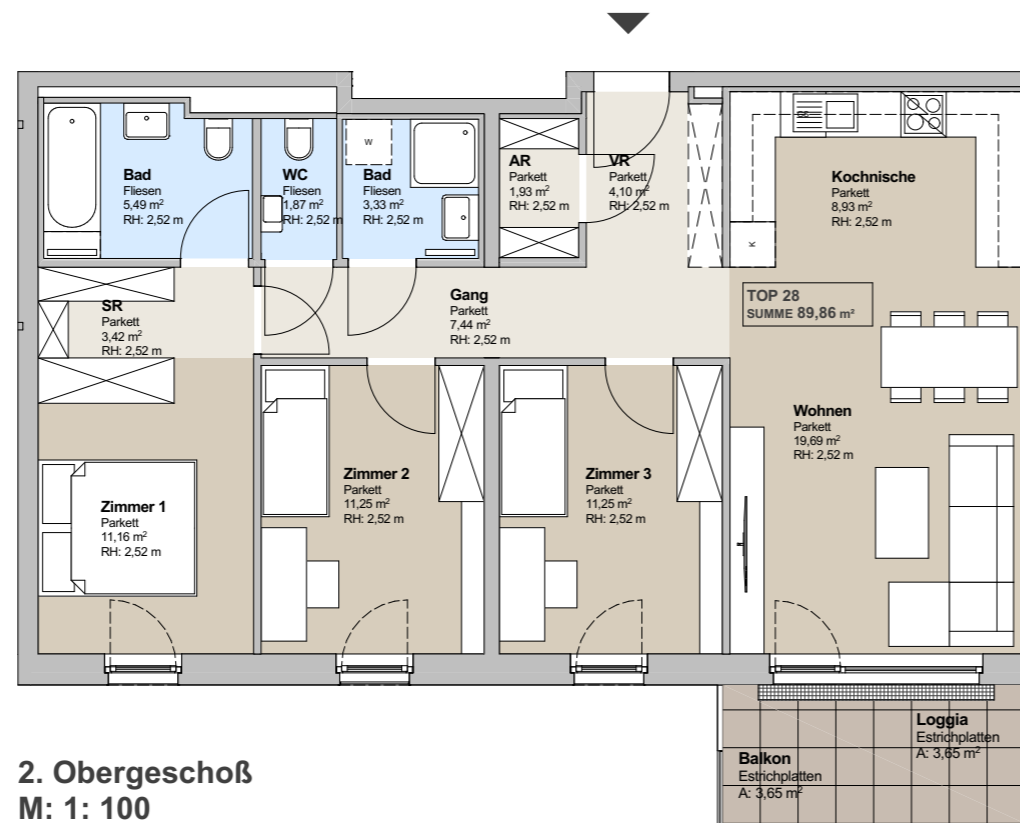 Bad
Fliesen
5,49 m²
RH: 2,52 m
WC
Fliesen
1,87 m²
RH: 2,52 m
W
Bad
Fliesen
3,33 m²
RH: 2,52 m
AR
Parkett
1,93 m²
RH: 2,52 m
VR
Parkett
4,10 m²
RH: 2,52 m
GS
Kochnische
Parkett
8,93 m²
RH: 2,52 m
K
SR
Parkett
3,42 m²
RH: 2,52 m
Gang
Parkett
7,44 m²
RH: 2,52 m
TOP 28
SUMME 89,86 m²
Wohnen
Parkett
19,69 m²
RH: 2,52 m
Zimmer 1
Parkett
11,16 m²
RH: 2,52 m
Zimmer 2
Parkett
11,25 m²
RH: 2,52 m
Zimmer 3
Parkett
11,25 m²
RH: 2,52 m
Loggia
Estrichplatten
A: 3,65 m²
Balkon
Estrichplatten
A: 3,65 m²
2. Obergeschoß
M: 1: 100